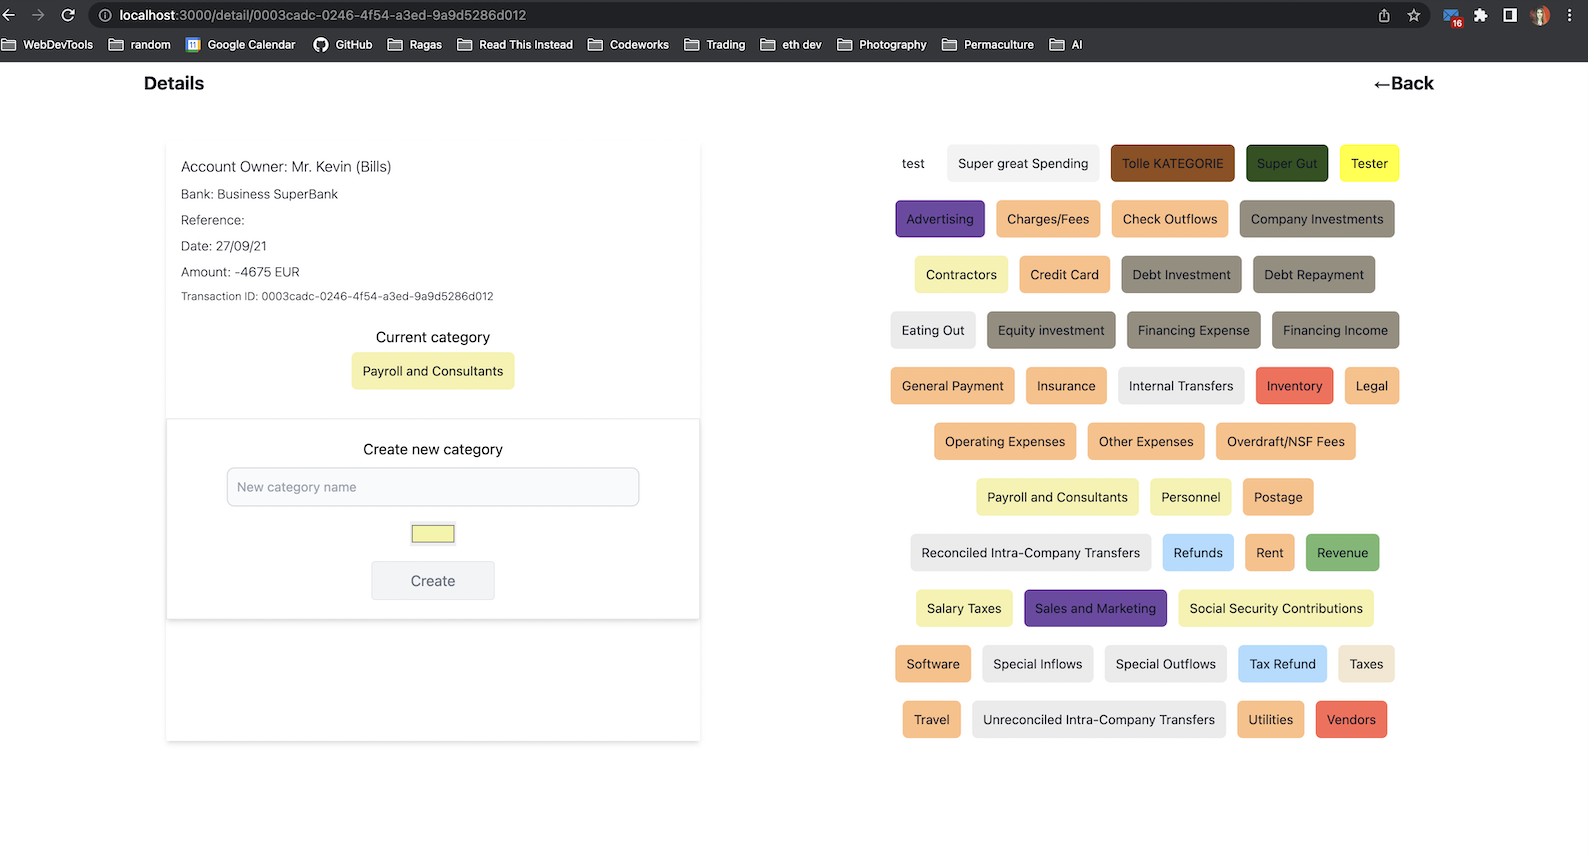 localhost:3000/detail/0003cadc-0246-4f54-a3ed-9a9d5286d012
16
WebDevTools random 11 Google Calendar GitHub Ragas Read This Instead Codeworks Trading eth dev Photography Permaculture AI
Details
←Back
Account Owner: Mr. Kevin (Bills)
Bank: Business SuperBank
Reference:
Date: 27/09/21
Amount: -4675 EUR
Transaction ID: 0003cadc-0246-4f54-a3ed-9a9d5286d012
Current category
Payroll and Consultants
Create new category
New category name
Create
test Super great Spending Tolle KATEGORIE Super Gut Tester
Advertising Charges/Fees Check Outflows Company Investments
Contractors Credit Card Debt Investment Debt Repayment
Eating Out Equity investment Financing Expense Financing Income
General Payment Insurance Internal Transfers Inventory Legal
Operating Expenses Other Expenses Overdraft/NSF Fees
Payroll and Consultants Personnel Postage
Reconciled Intra-Company Transfers Refunds Rent Revenue
Salary Taxes Sales and Marketing Social Security Contributions
Software Special Inflows Special Outflows Tax Refund Taxes
Travel Unreconciled Intra-Company Transfers Utilities Vendors